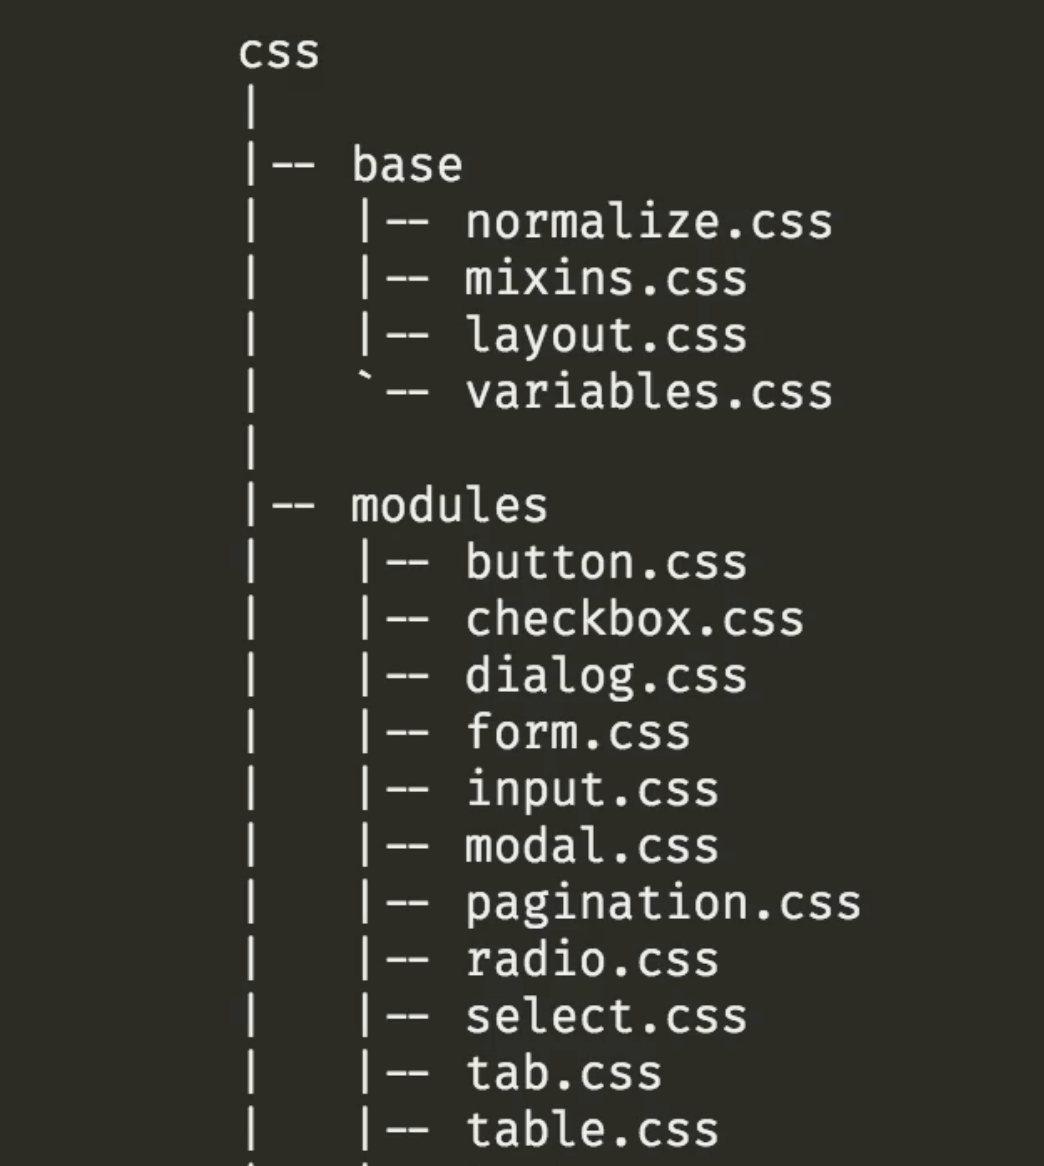 css
|
|-- base
|   |-- normalize.css
|   |-- mixins.css
|   |-- layout.css
|   `-- variables.css
|
|-- modules
|   |-- button.css
|   |-- checkbox.css
|   |-- dialog.css
|   |-- form.css
|   |-- input.css
|   |-- modal.css
|   |-- pagination.css
|   |-- radio.css
|   |-- select.css
|   |-- tab.css
|   |-- table.css